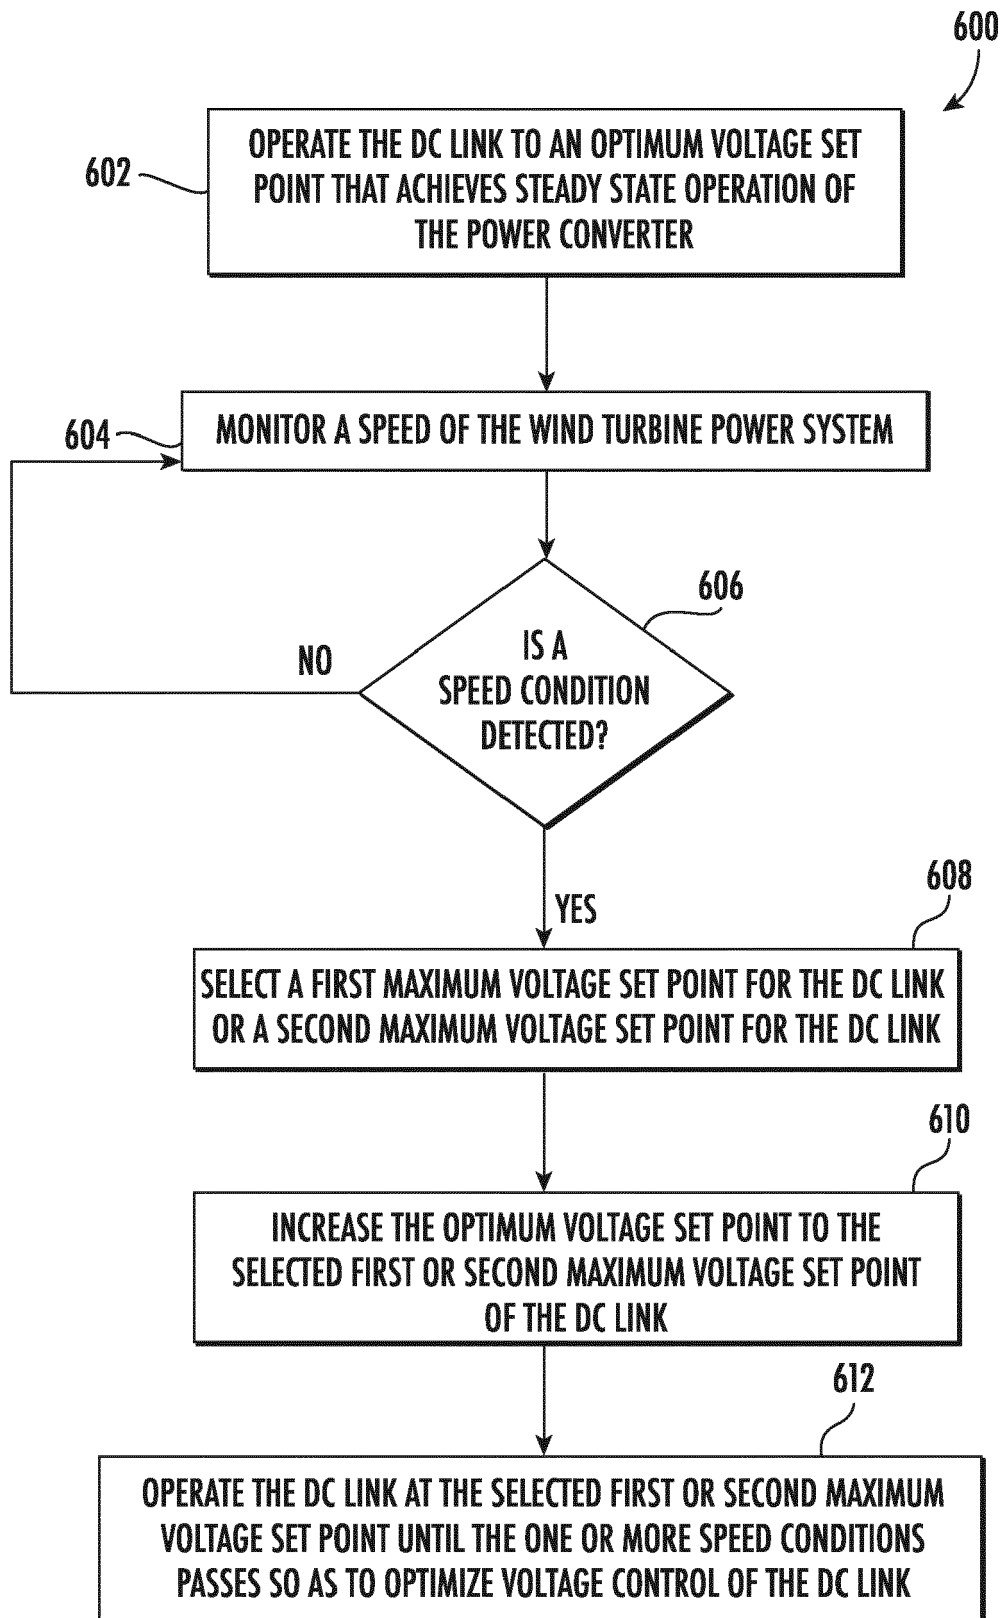 600
602
OPERATE THE DC LINK TO AN OPTIMUM VOLTAGE SET
POINT THAT ACHIEVES STEADY STATE OPERATION OF
THE POWER CONVERTER
604
MONITOR A SPEED OF THE WIND TURBINE POWER SYSTEM
606
IS A
SPEED CONDITION
DETECTED?
NO
YES
608
SELECT A FIRST MAXIMUM VOLTAGE SET POINT FOR THE DC LINK
OR A SECOND MAXIMUM VOLTAGE SET POINT FOR THE DC LINK
610
INCREASE THE OPTIMUM VOLTAGE SET POINT TO THE
SELECTED FIRST OR SECOND MAXIMUM VOLTAGE SET POINT
OF THE DC LINK
612
OPERATE THE DC LINK AT THE SELECTED FIRST OR SECOND MAXIMUM
VOLTAGE SET POINT UNTIL THE ONE OR MORE SPEED CONDITIONS
PASSES SO AS TO OPTIMIZE VOLTAGE CONTROL OF THE DC LINK